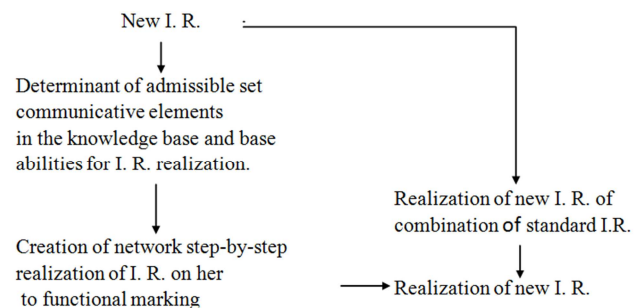 New I. R.
Determinant of admissible set
communicative elements
in the knowledge base and base
abilities for I. R. realization.
Realization of new I. R. of
combination of standard I.R.
Creation of network step-by-step
realization of I. R. on her
to functional marking
Realization of new I. R.